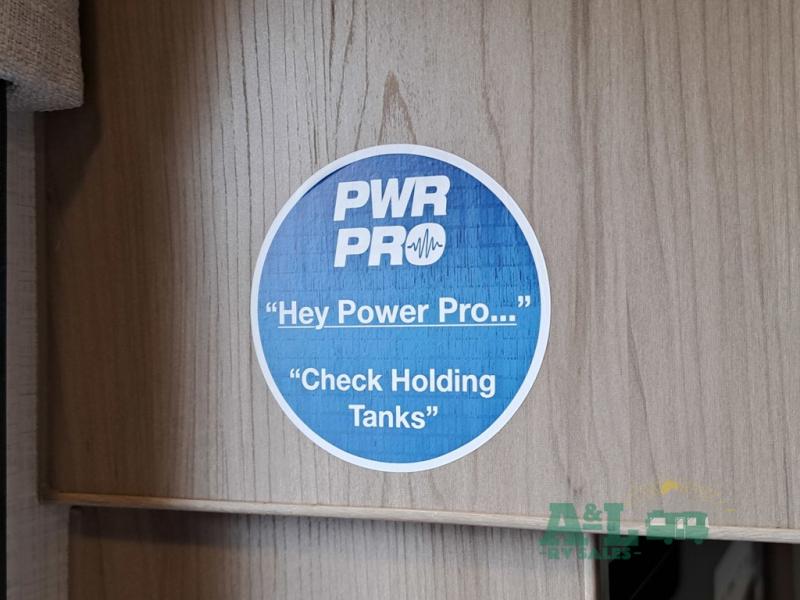 PWR
PRO
“Hey Power Pro...”
“Check Holding
Tanks”
A&L
-RV SALES-